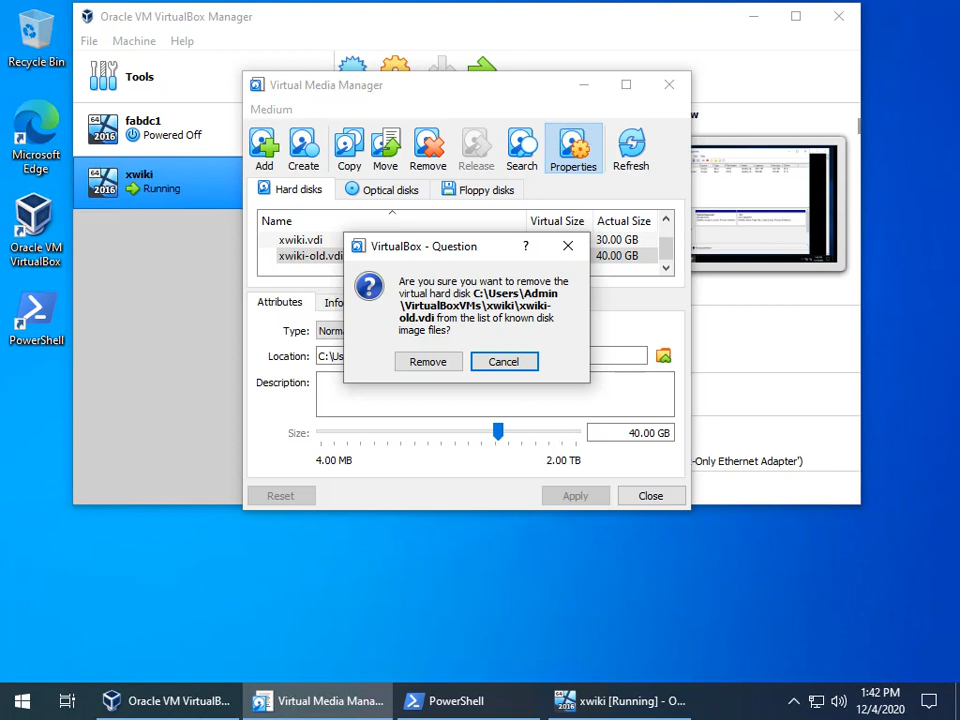 Recycle Bin
Microsoft
Edge
Oracle VM
VirtualBox
PowerShell
Oracle VM VirtualBox Manager
File Machine Help
Tools
64
2016
fabdc1
Powered Off
64
2016
xwiki
Running
Virtual Media Manager
Medium
Add Create Copy Move Remove Release Search Properties Refresh
Hard disks Optical disks Floppy disks
Name Virtual Size Actual Size
xwiki.vdi 30.00 GB
xwiki-old.vdi 40.00 GB
Attributes Info
Type: Norma
Location: C:\Us
Description:
Size: 40.00 GB
4.00 MB 2.00 TB
Reset Apply Close
VirtualBox - Question ?
Are you sure you want to remove the
virtual hard disk C:\Users\Admin
\VirtualBoxVMs\xwiki\xwiki-
old.vdi from the list of known disk
image files?
Remove Cancel
w
-Only Ethernet Adapter')
Oracle VM VirtualB... Virtual Media Mana... PowerShell xwiki [Running] - O...
1:42 PM
12/4/2020